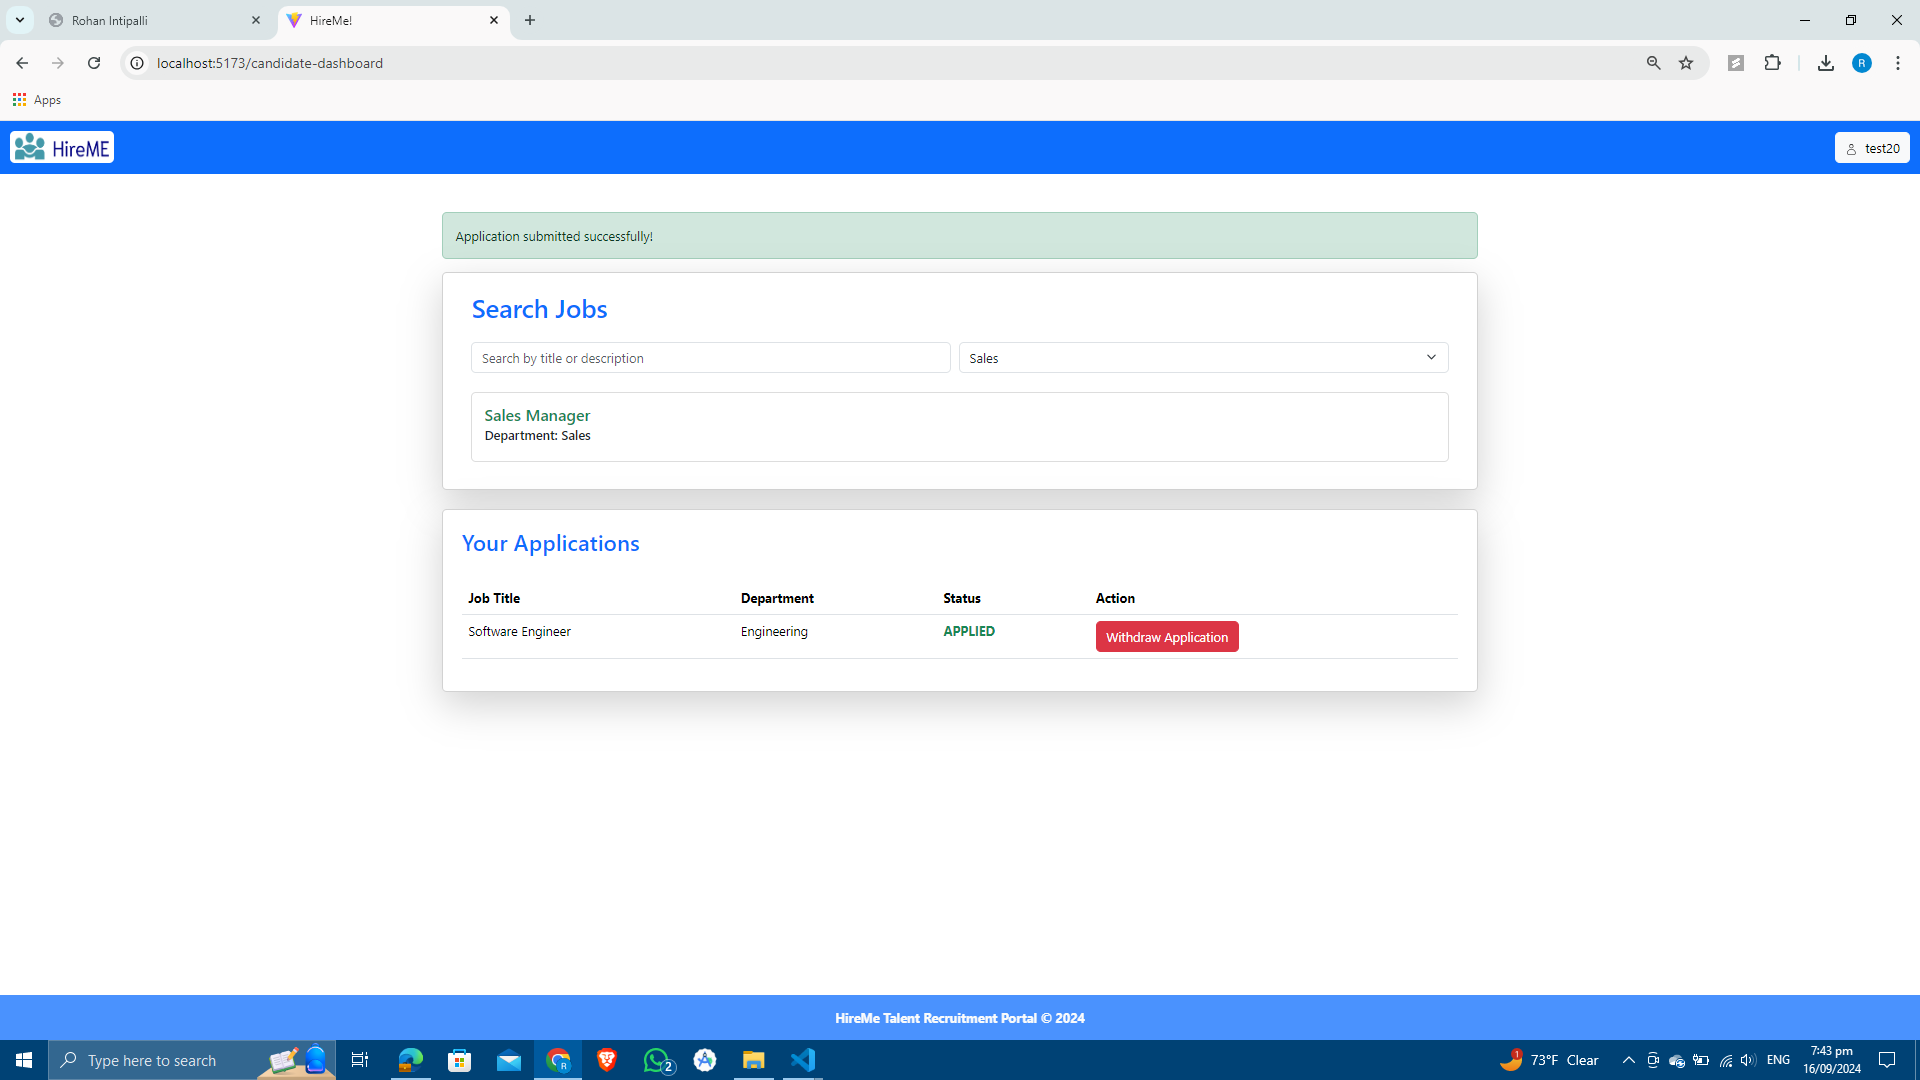 Rohan Intipalli
HireMe!
localhost:5173/candidate-dashboard
R
Apps
HireME
test20
Application submitted successfully!
Search Jobs
Search by title or description
Sales
Sales Manager
Department: Sales
Your Applications
Job Title Department Status Action
Software Engineer Engineering APPLIED Withdraw Application
HireMe Talent Recruitment Portal © 2024
Type here to search
R
2
1
73°F Clear
ENG
7:43 pm
16/09/2024